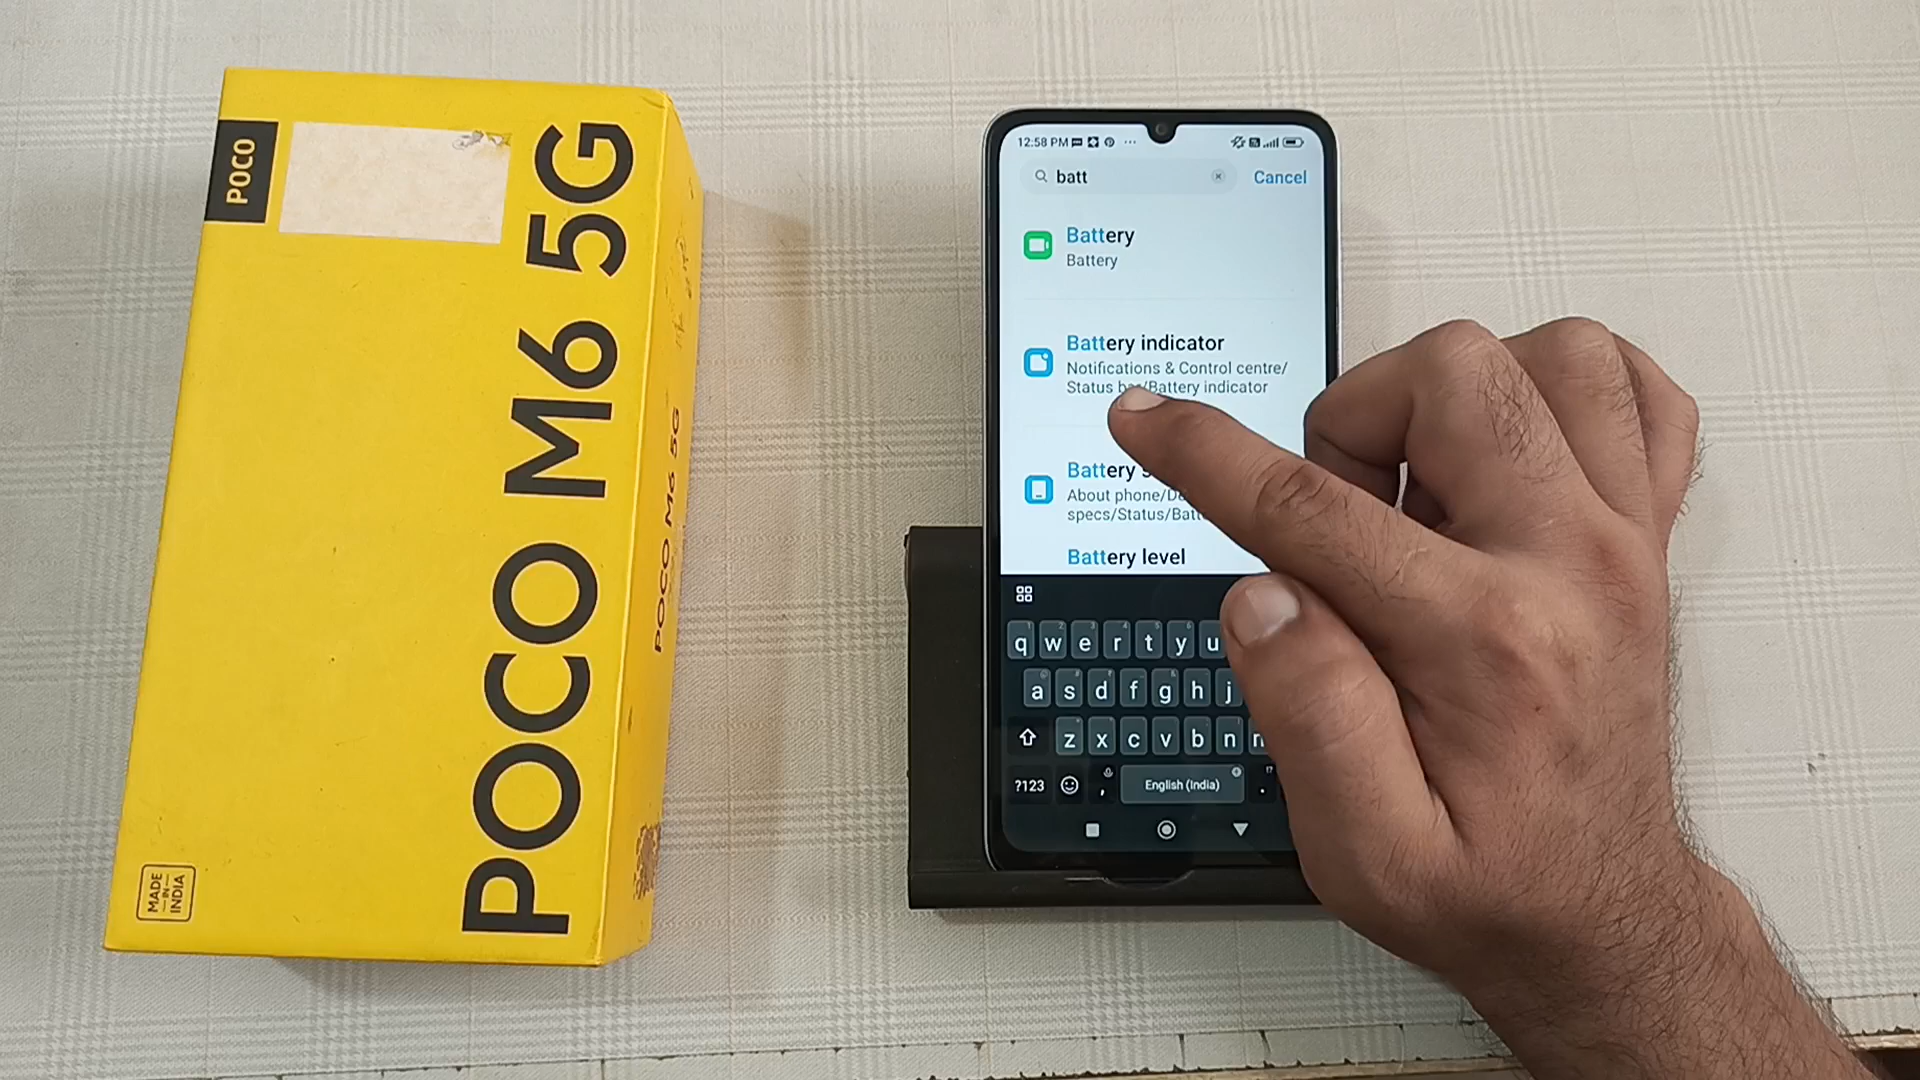 POCO
POCO M6 5G
POCO M6 5G
MADE
IN
INDIA
12:58 PM
batt
Cancel
Battery
Battery
Battery indicator
Notifications & Control centre/
Status bar/Battery indicator
Battery
About phone/
specs/Status/
Battery level
q w e r t y u
a s d f g h j
z x c v b n
?123 , English (India) .